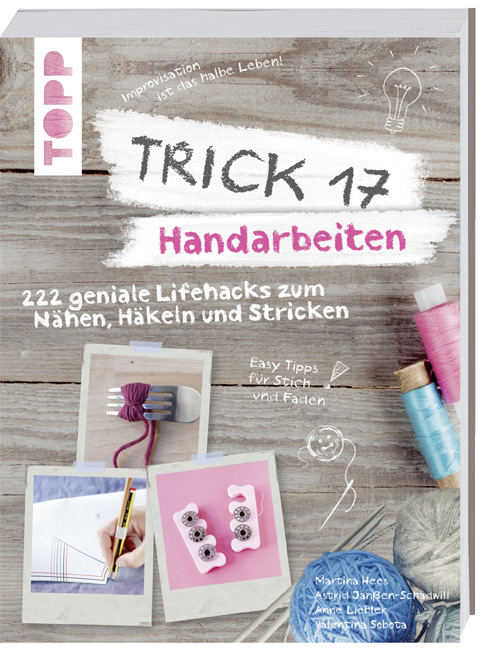 TOPP
Improvisation
ist das halbe Leben!
TRICK 17
Handarbeiten
222 geniale Lifehacks zum
Nähen, Häkeln und Stricken
Easy Tipps
für Stich
und Faden
Martina Hees
Astrid Janßen-Schadwill
Anne Liebler
Valentina Sobota